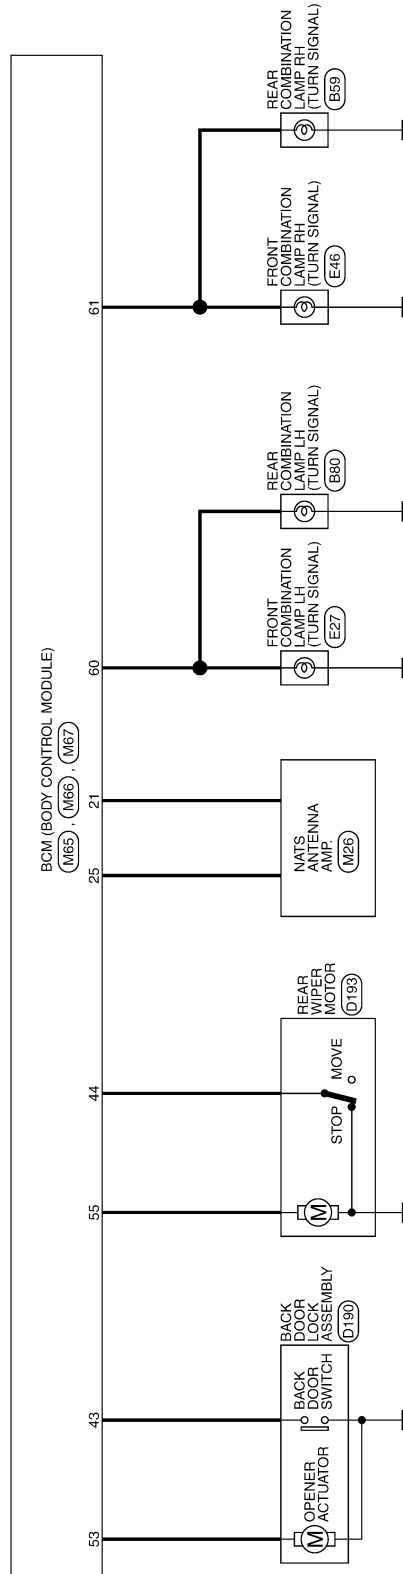 BCM (BODY CONTROL MODULE)
M65 , M66 , M67
53
43
55
44
25
21
60
61
BACK
DOOR
LOCK
ASSEMBLY
D190
OPENER
ACTUATOR
M
BACK
DOOR
SWITCH
REAR
WIPER
MOTOR
D193
M
STOP
MOVE
NATS
ANTENNA
AMP.
M26
FRONT
COMBINATION
LAMP LH
(TURN SIGNAL)
E27
REAR
COMBINATION
LAMP LH
(TURN SIGNAL)
B80
FRONT
COMBINATION
LAMP RH
(TURN SIGNAL)
E46
REAR
COMBINATION
LAMP RH
(TURN SIGNAL)
B59